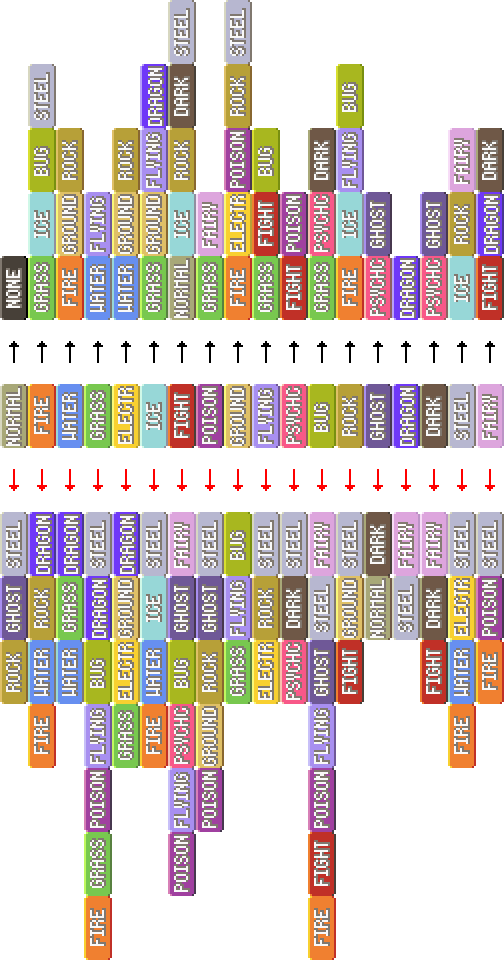 STEEL STEEL
STEEL DRAGON DARK ROCK BUG
BUG ROCK ROCK FLYING ROCK POISON BUG DARK FLYING FAIRY DARK
ICE GROUND FLYING GROUND GROUND ICE FAIRY ELECTR FIGHT POISON PSYCHC ICE GHOST GHOST ROCK DRAGON
NONE GRASS FIRE WATER WATER GRASS NORMAL GRASS FIRE GRASS FIGHT GRASS FIRE PSYCHC DRAGON PSYCHC ICE FIGHT
NORMAL FIRE WATER GRASS ELECTR ICE FIGHT POISON GROUND FLYING PSYCHC BUG ROCK GHOST DRAGON DARK STEEL FAIRY
STEEL DRAGON DRAGON STEEL DRAGON STEEL FAIRY STEEL BUG STEEL STEEL FAIRY STEEL DARK FAIRY FAIRY STEEL STEEL
GHOST ROCK GRASS DRAGON GROUND ICE GHOST GHOST FLYING ROCK DARK STEEL GROUND NORMAL STEEL DARK ELECTR POISON
ROCK WATER WATER BUG ELECTR WATER BUG ROCK GRASS ELECTR PSYCHC GHOST FIGHT FIGHT WATER FIRE
FIRE FLYING GRASS FIRE PSYCHC GROUND FLYING FIRE
POISON FLYING POISON POISON
GRASS POISON FIGHT
FIRE FIRE